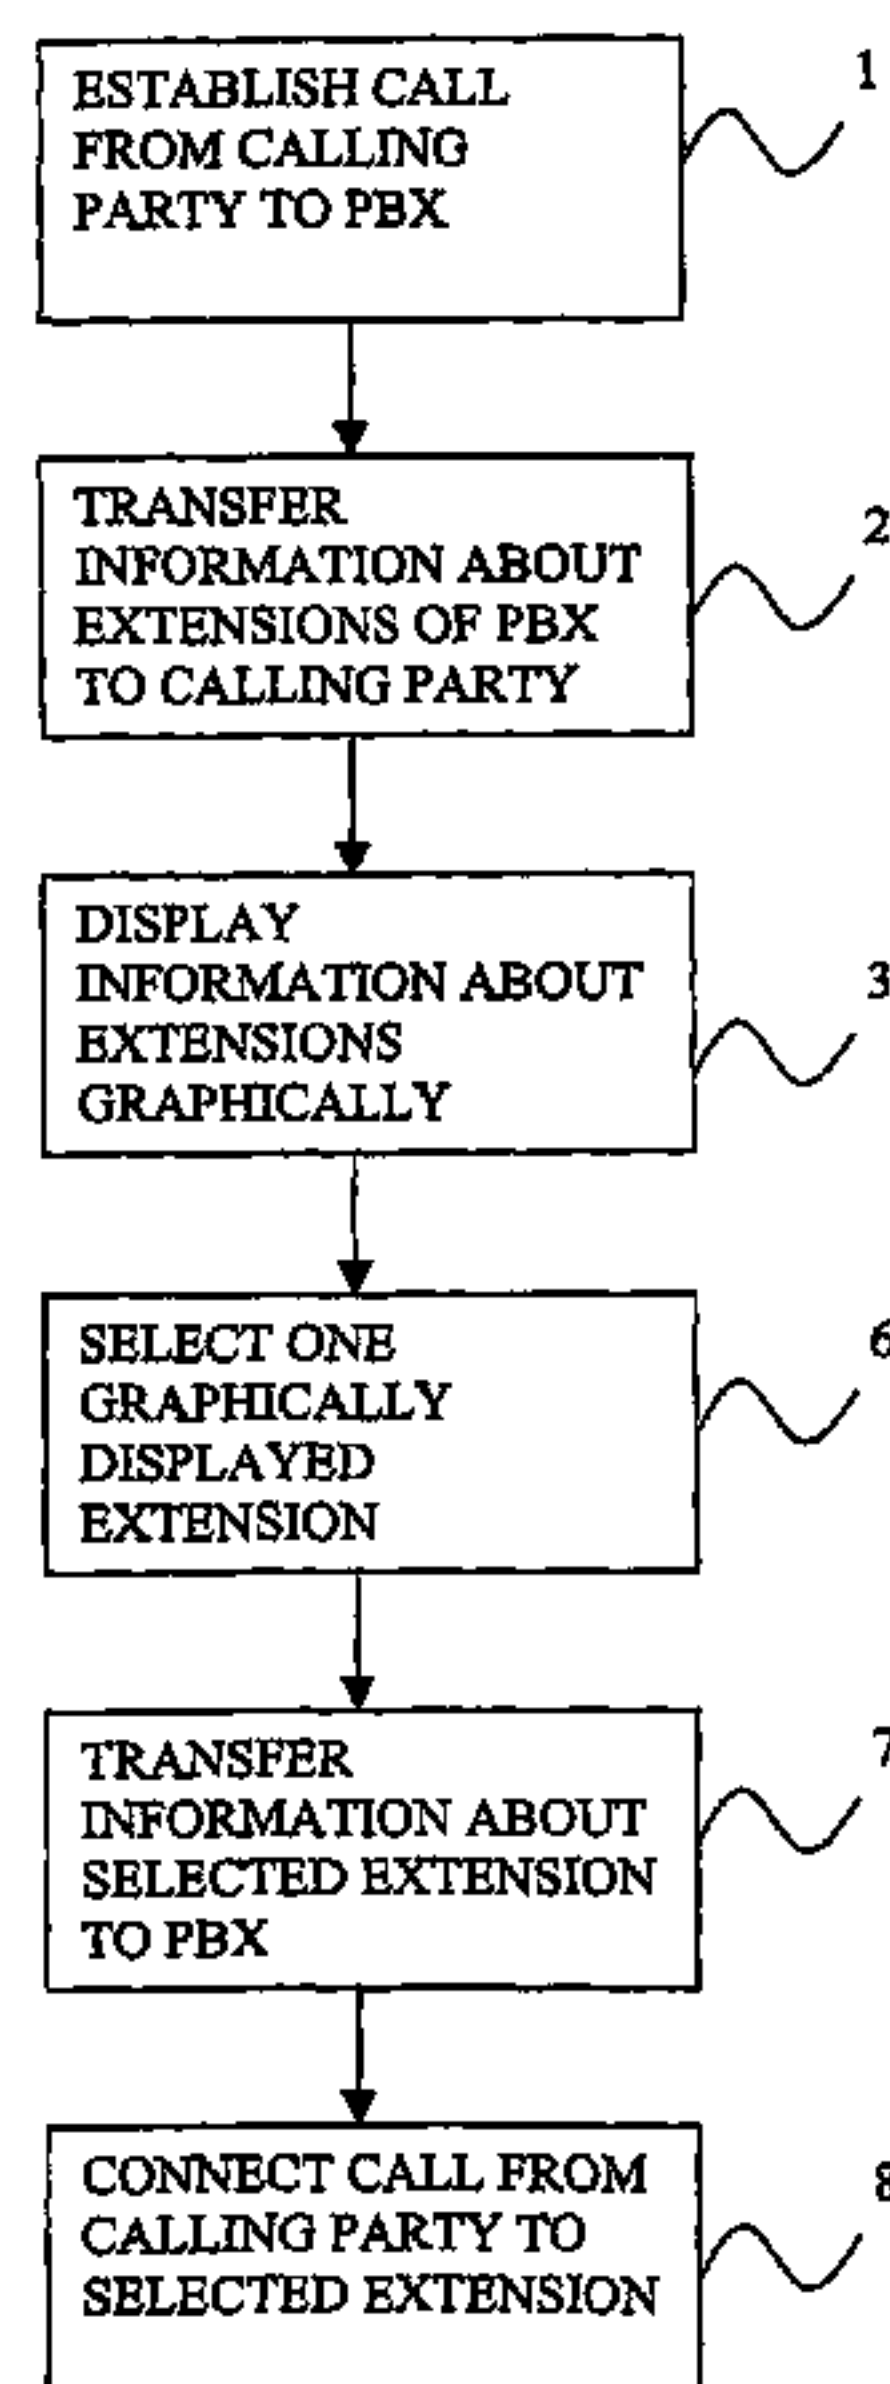 ESTABLISH CALL
FROM CALLING
PARTY TO PBX
1
TRANSFER
INFORMATION ABOUT
EXTENSIONS OF PBX
TO CALLING PARTY
2
DISPLAY
INFORMATION ABOUT
EXTENSIONS
GRAPHICALLY
3
SELECT ONE
GRAPHICALLY
DISPLAYED
EXTENSION
6
TRANSFER
INFORMATION ABOUT
SELECTED EXTENSION
TO PBX
7
CONNECT CALL FROM
CALLING PARTY TO
SELECTED EXTENSION
8